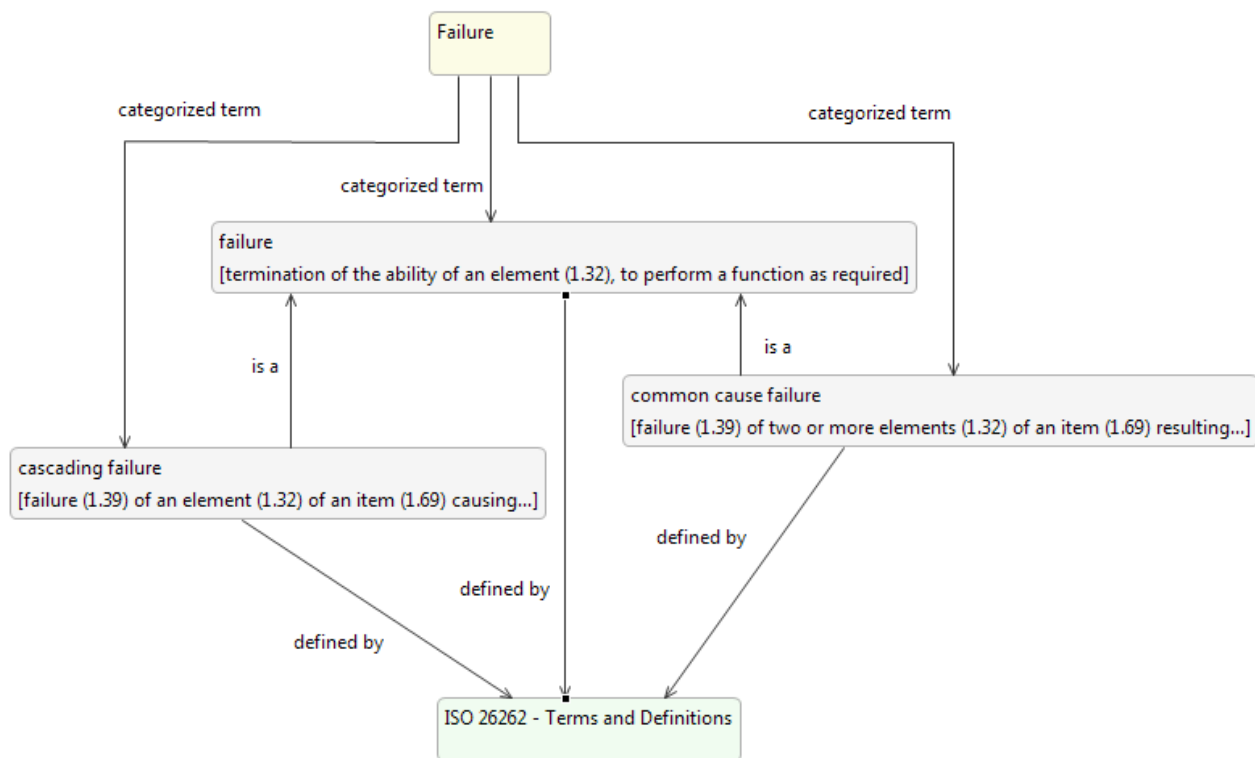 Failure
categorized term
categorized term
categorized term
failure
[termination of the ability of an element (1.32), to perform a function as required]
is a
is a
common cause failure
[failure (1.39) of two or more elements (1.32) of an item (1.69) resulting...]
cascading failure
[failure (1.39) of an element (1.32) of an item (1.69) causing...]
defined by
defined by
defined by
ISO 26262 - Terms and Definitions